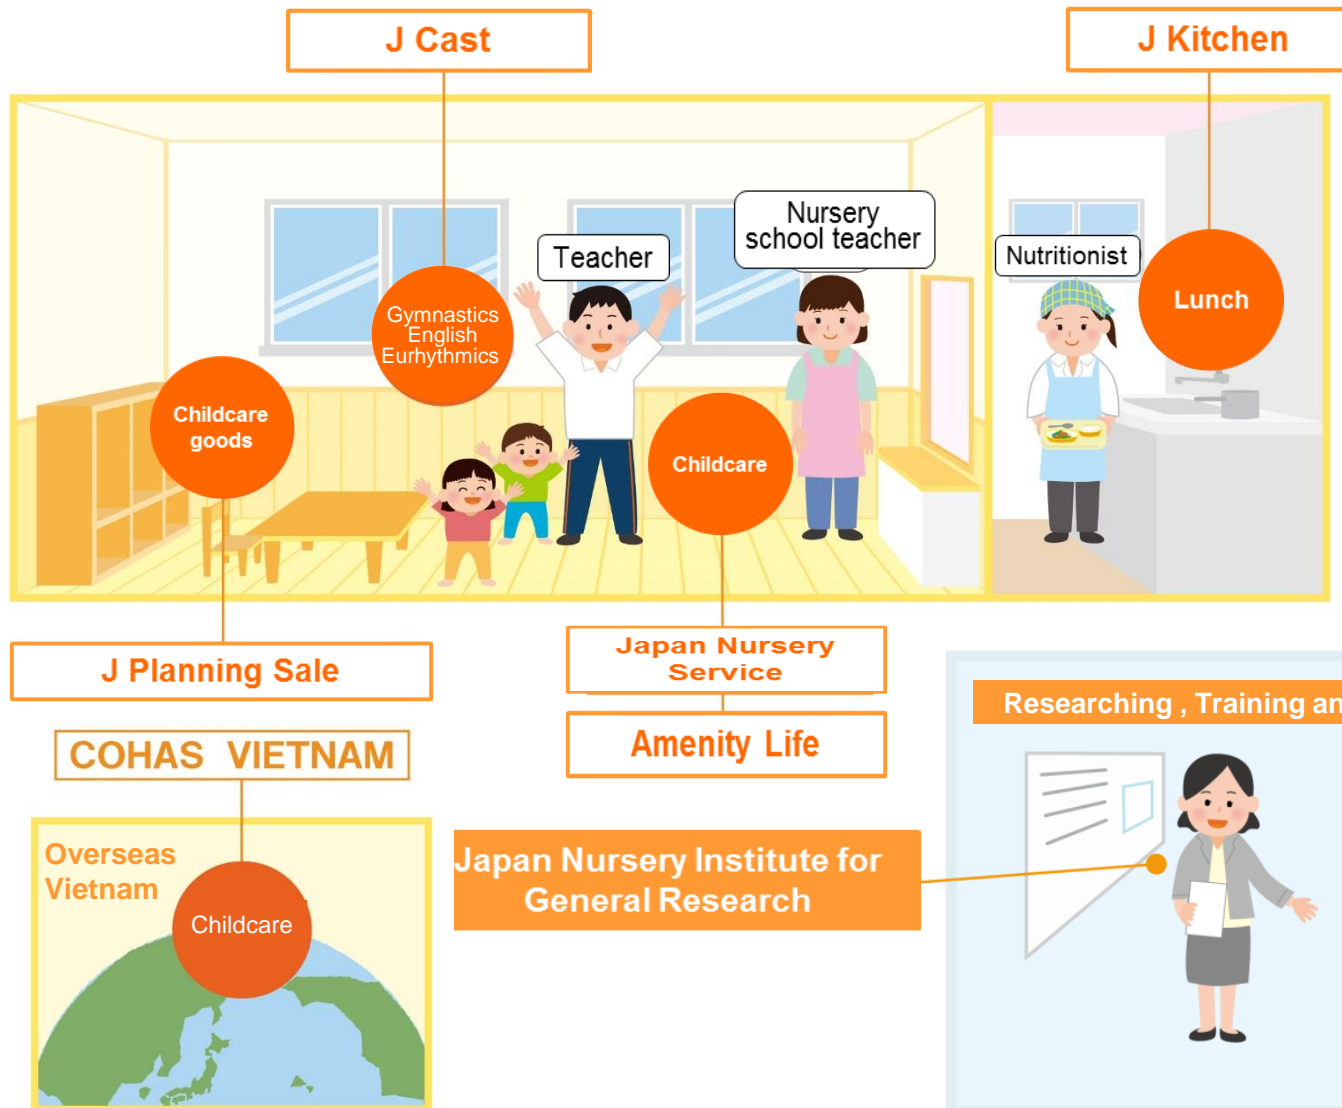 J Cast
J Kitchen
Nursery
school teacher
Teacher
Nutritionist
Gymnastics
English
Eurhythmics
Lunch
Childcare
goods
Childcare
J Planning Sale
Japan Nursery
Service
Amenity Life
Researching , Training an
COHAS VIETNAM
Overseas
Vietnam
Childcare
Japan Nursery Institute for
General Research